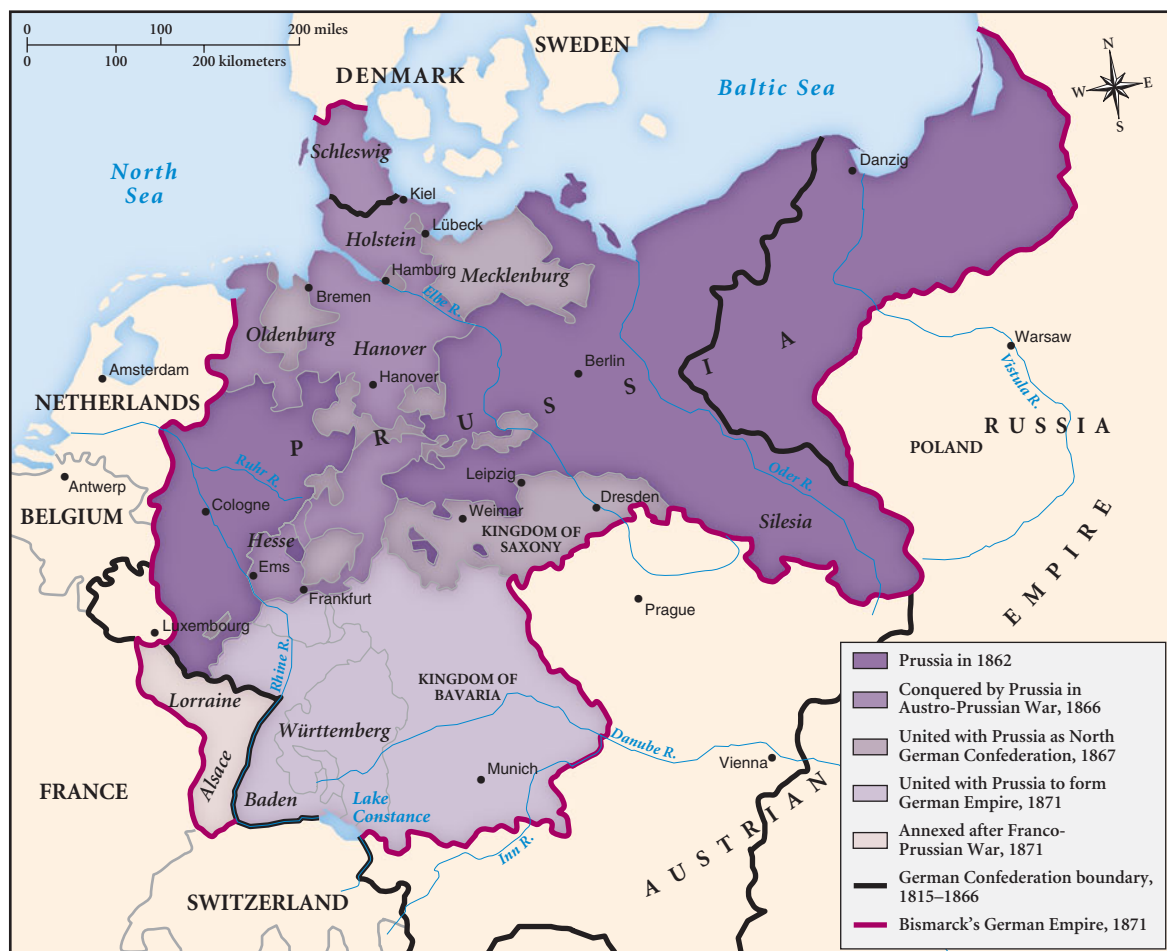 0 100 200 miles
0 100 200 kilometers
SWEDEN
DENMARK
Baltic Sea
N
W E
S
North
Sea
Schleswig
Kiel
Danzig
Lübeck
Holstein
Hamburg
Mecklenburg
Bremen
Elbe R.
Oldenburg
Hanover
Hanover
Berlin
Warsaw
Vistula R.
Amsterdam
NETHERLANDS
PRUSSIA
RUSSIA
POLAND
Ruhr R.
Leipzig
Oder R.
Antwerp
BELGIUM
Cologne
Weimar
Dresden
KINGDOM OF
SAXONY
Silesia
Hesse
Ems
Frankfurt
Prague
EMPIRE
Luxembourg
Rhine R.
Lorraine
KINGDOM OF
BAVARIA
Württemberg
Danube R.
Vienna
Alsace
FRANCE
Munich
Baden
Lake
Constance
Inn R.
AUSTRIAN
SWITZERLAND
Prussia in 1862
Conquered by Prussia in
Austro-Prussian War, 1866
United with Prussia as North
German Confederation, 1867
United with Prussia to form
German Empire, 1871
Annexed after Franco-
Prussian War, 1871
German Confederation boundary,
1815–1866
Bismarck's German Empire, 1871